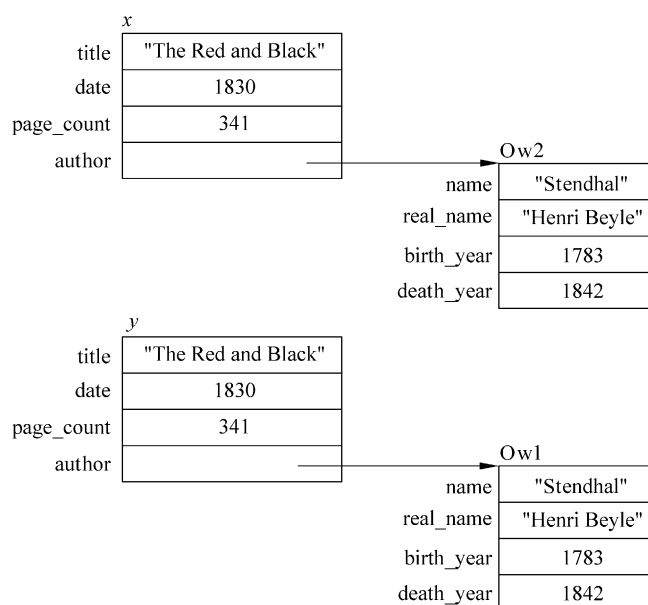 x
title "The Red and Black"
date 1830
page_count 341
author
Ow2
name "Stendhal"
real_name "Henri Beyle"
birth_year 1783
death_year 1842
y
title "The Red and Black"
date 1830
page_count 341
author
Ow1
name "Stendhal"
real_name "Henri Beyle"
birth_year 1783
death_year 1842